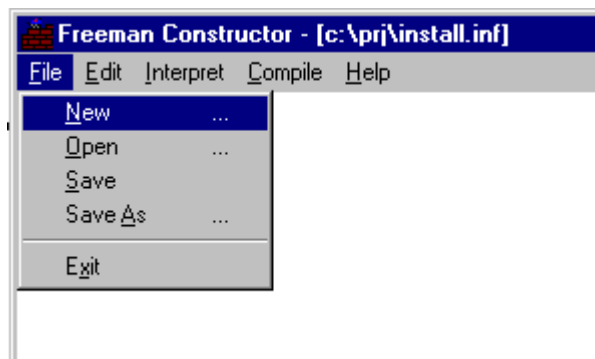 Freeman Constructor - [c:\prj\install.inf]
File Edit Interpret Compile Help
New ...
Open ...
Save
Save As ...
Exit